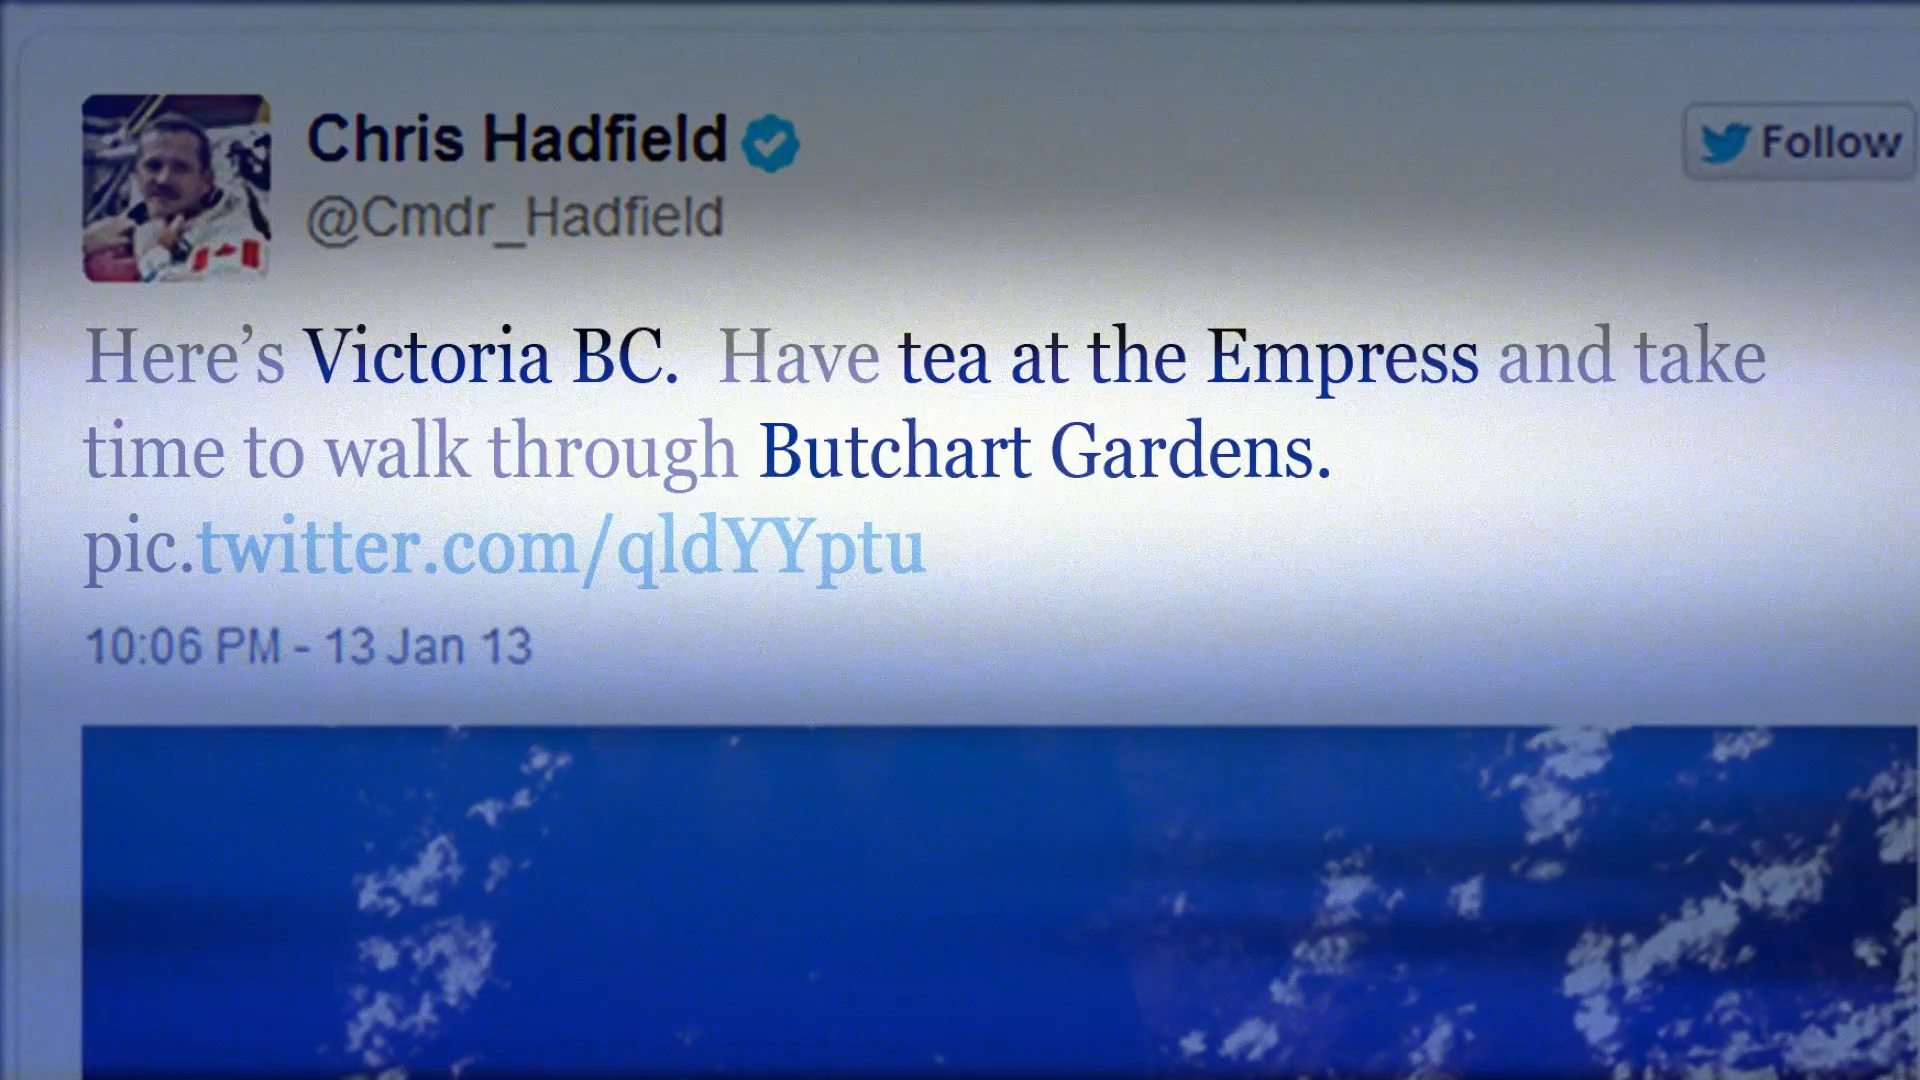 Chris Hadfield
Follow
@Cmdr_Hadfield
Here’s Victoria BC. Have tea at the Empress and take
time to walk through Butchart Gardens.
pic.twitter.com/qldYYptu
10:06 PM - 13 Jan 13